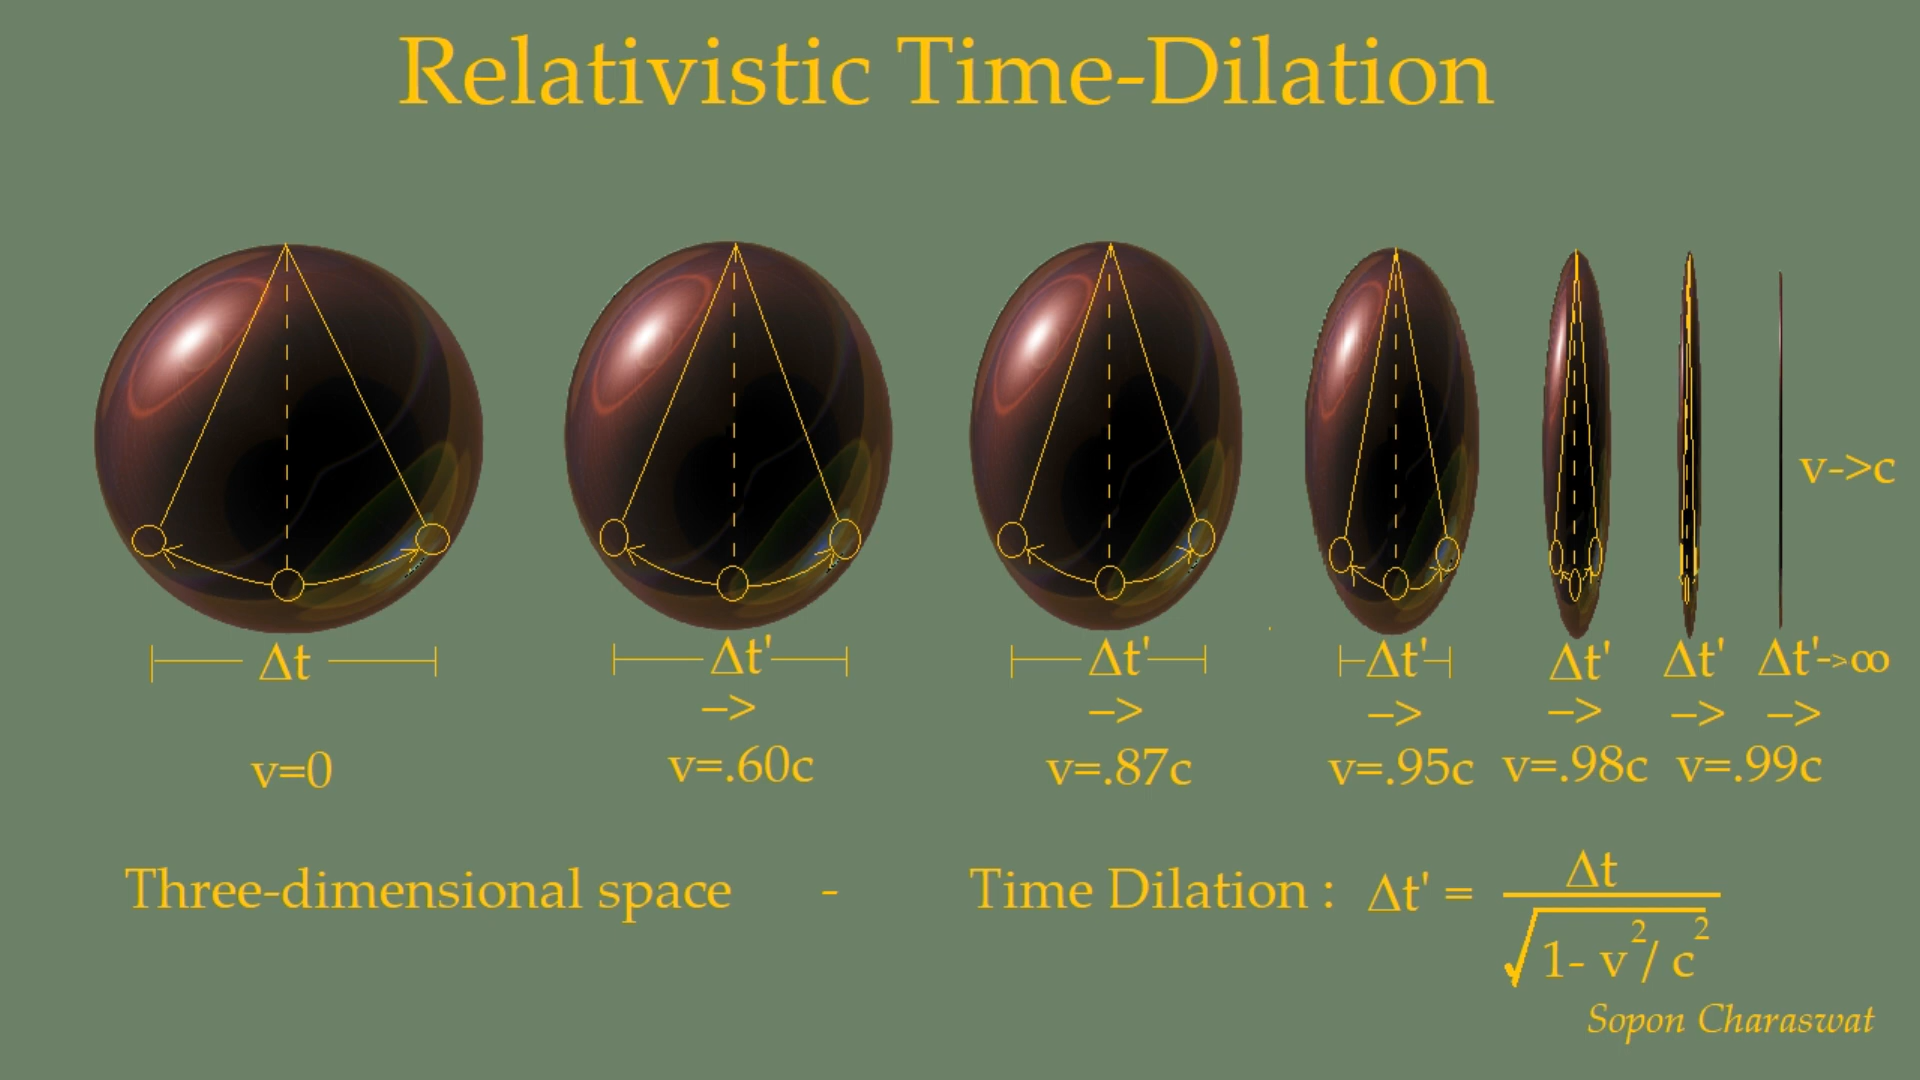 Relativistic Time-Dilation
v->c
Δt Δt' Δt' Δt' Δt' Δt' Δt'->∞
–> –> –> –> –> –>
v=0 v=.60c v=.87c v=.95c v=.98c v=.99c
Three-dimensional space - Time Dilation : Δt' = Δt
√1- v²/ c²
Sopon Charaswat